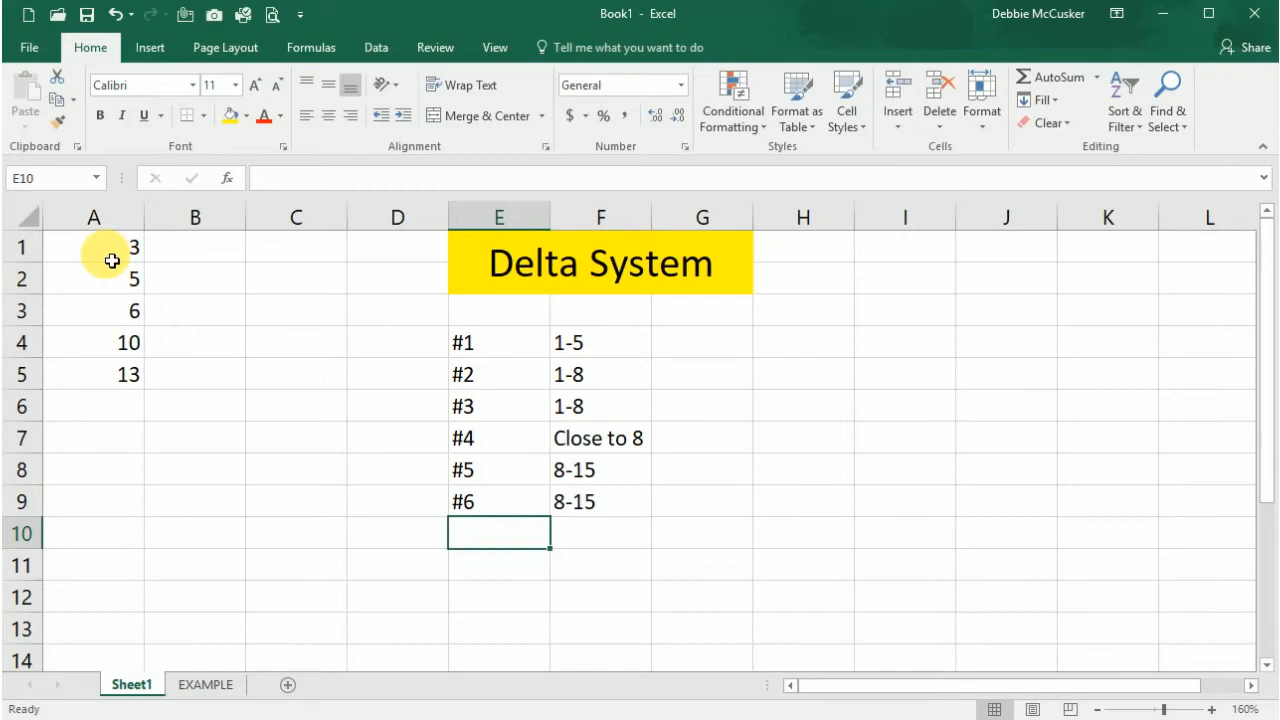 Book1 - Excel
Debbie McCusker
File Home Insert Page Layout Formulas Data Review View Tell me what you want to do Share
Paste
Clipboard
Calibri 11 A A
B I U A
Font
Wrap Text
Merge & Center
Alignment
General
$ % ,
Number
Conditional Formatting
Format as Table
Cell Styles
Styles
Insert
Delete
Format
Cells
AutoSum
Fill
Clear
Sort & Filter
Find & Select
Editing
E10 fx
A B C D E F G H I J K L
1 3 Delta System
2 5
3 6
4 10 #1 1-5
5 13 #2 1-8
6 #3 1-8
7 #4 Close to 8
8 #5 8-15
9 #6 8-15
10
11
12
13
14
Sheet1 EXAMPLE
Ready 160%